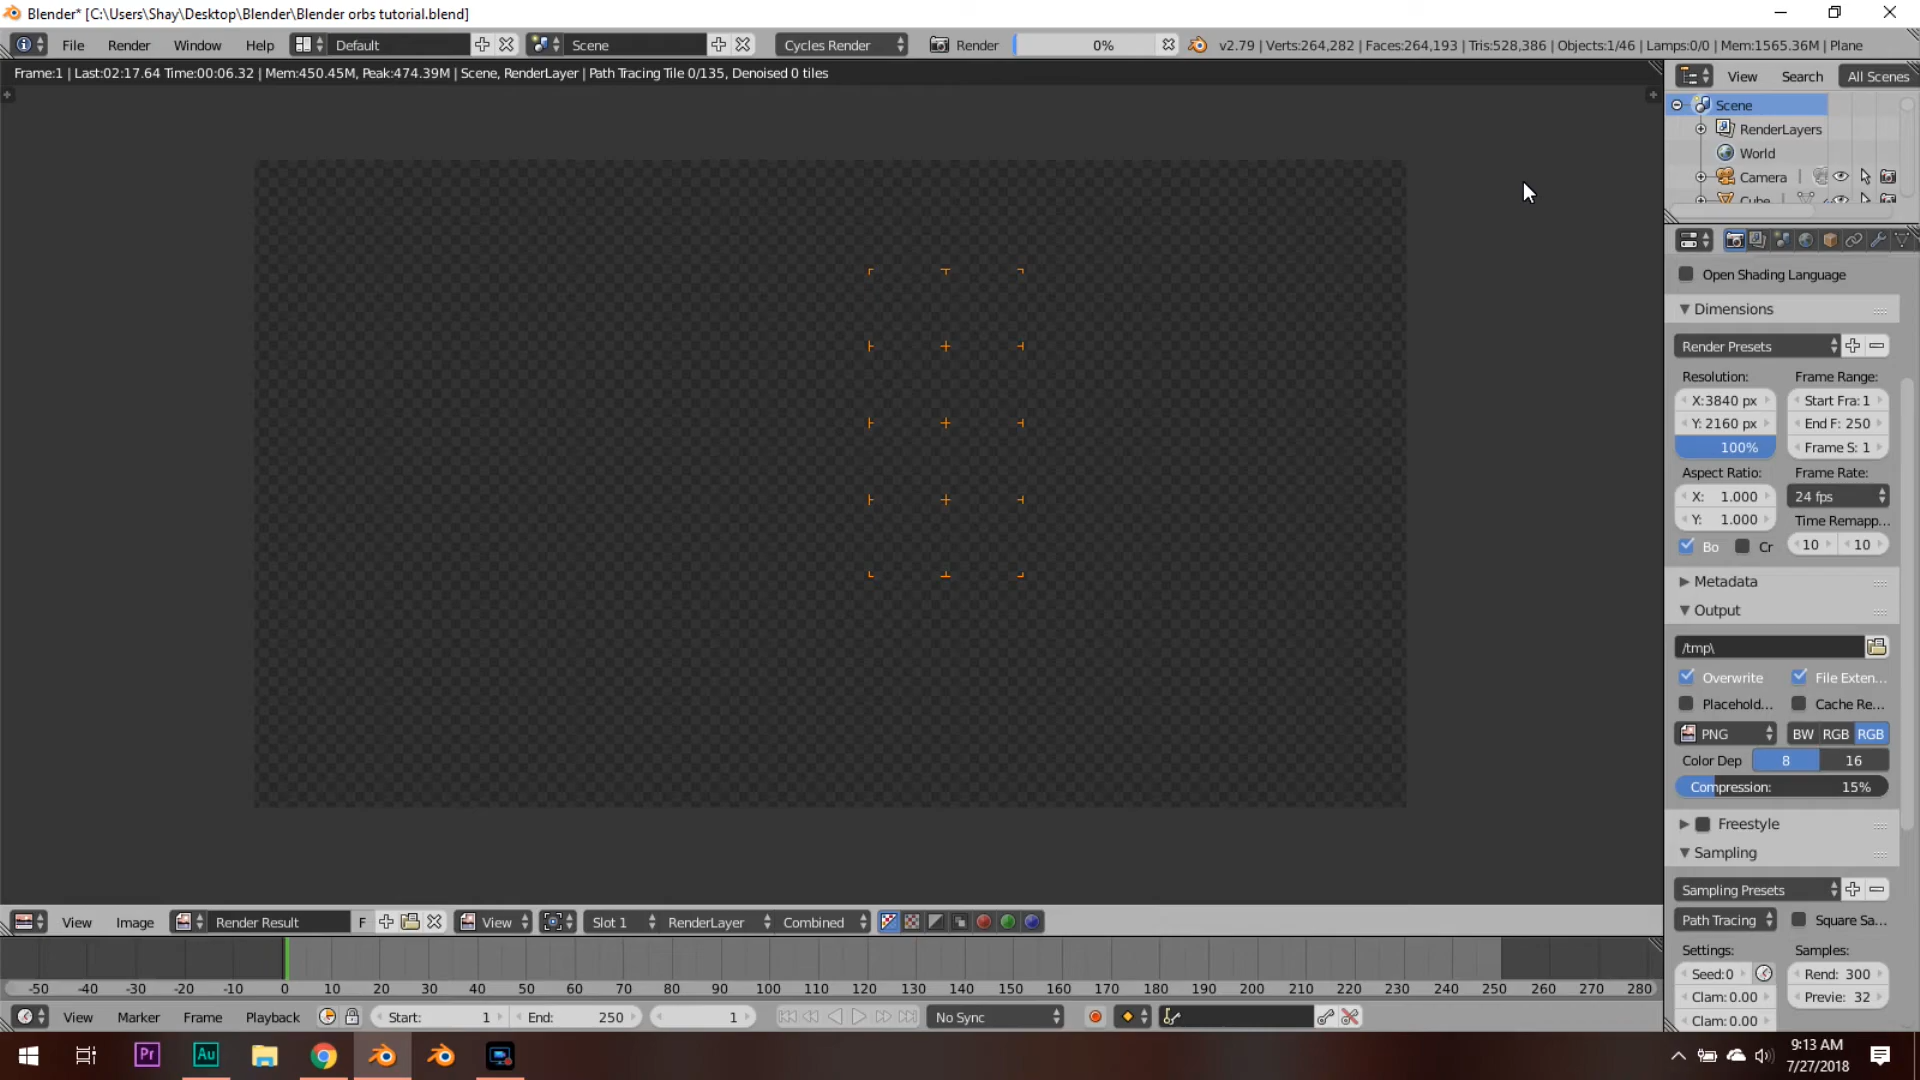 Blender* [C:\Users\Shay\Desktop\Blender\Blender orbs tutorial.blend]
File Render Window Help Default Scene Cycles Render Render 0% v2.79 | Verts:264,282 | Faces:264,193 | Tris:528,386 | Objects:1/46 | Lamps:0/0 | Mem:1565.36M | Plane
Frame:1 | Last:02:17.64 Time:00:06.32 | Mem:450.45M, Peak:474.39M | Scene, RenderLayer | Path Tracing Tile 0/135, Denoised 0 tiles
View Search All Scenes
Scene
RenderLayers
World
Camera
Cube
Open Shading Language
Dimensions
Render Presets
Resolution: Frame Range:
X:3840 px Start Fra: 1
Y: 2160 px End F: 250
100% Frame S: 1
Aspect Ratio: Frame Rate:
X: 1.000 24 fps
Y: 1.000 Time Remapp...
Bo Cr 10 10
Metadata
Output
/tmp\
Overwrite File Exten...
Placehold... Cache Re...
PNG BW RGB RGB
Color Dep 8 16
Compression: 15%
Freestyle
Sampling
Sampling Presets
Path Tracing Square Sa...
Settings: Samples:
Seed:0 Rend: 300
Clam: 0.00 Previe: 32
Clam: 0.00
View Image Render Result F View Slot 1 RenderLayer Combined
-50 -40 -30 -20 -10 0 10 20 30 40 50 60 70 80 90 100 110 120 130 140 150 160 170 180 190 200 210 220 230 240 250 260 270 280
View Marker Frame Playback Start: 1 End: 250 1 No Sync
Pr Au
9:13 AM
7/27/2018